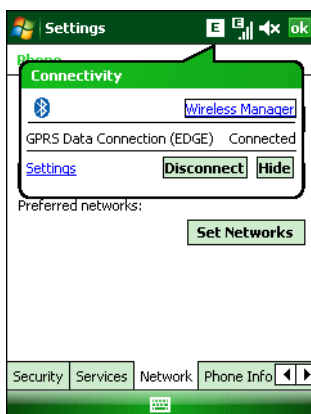 Settings
E
E
ok
Phone
Connectivity
Wireless Manager
GPRS Data Connection (EDGE) Connected
Settings
Disconnect Hide
Preferred networks:
Set Networks
Security Services Network Phone Info